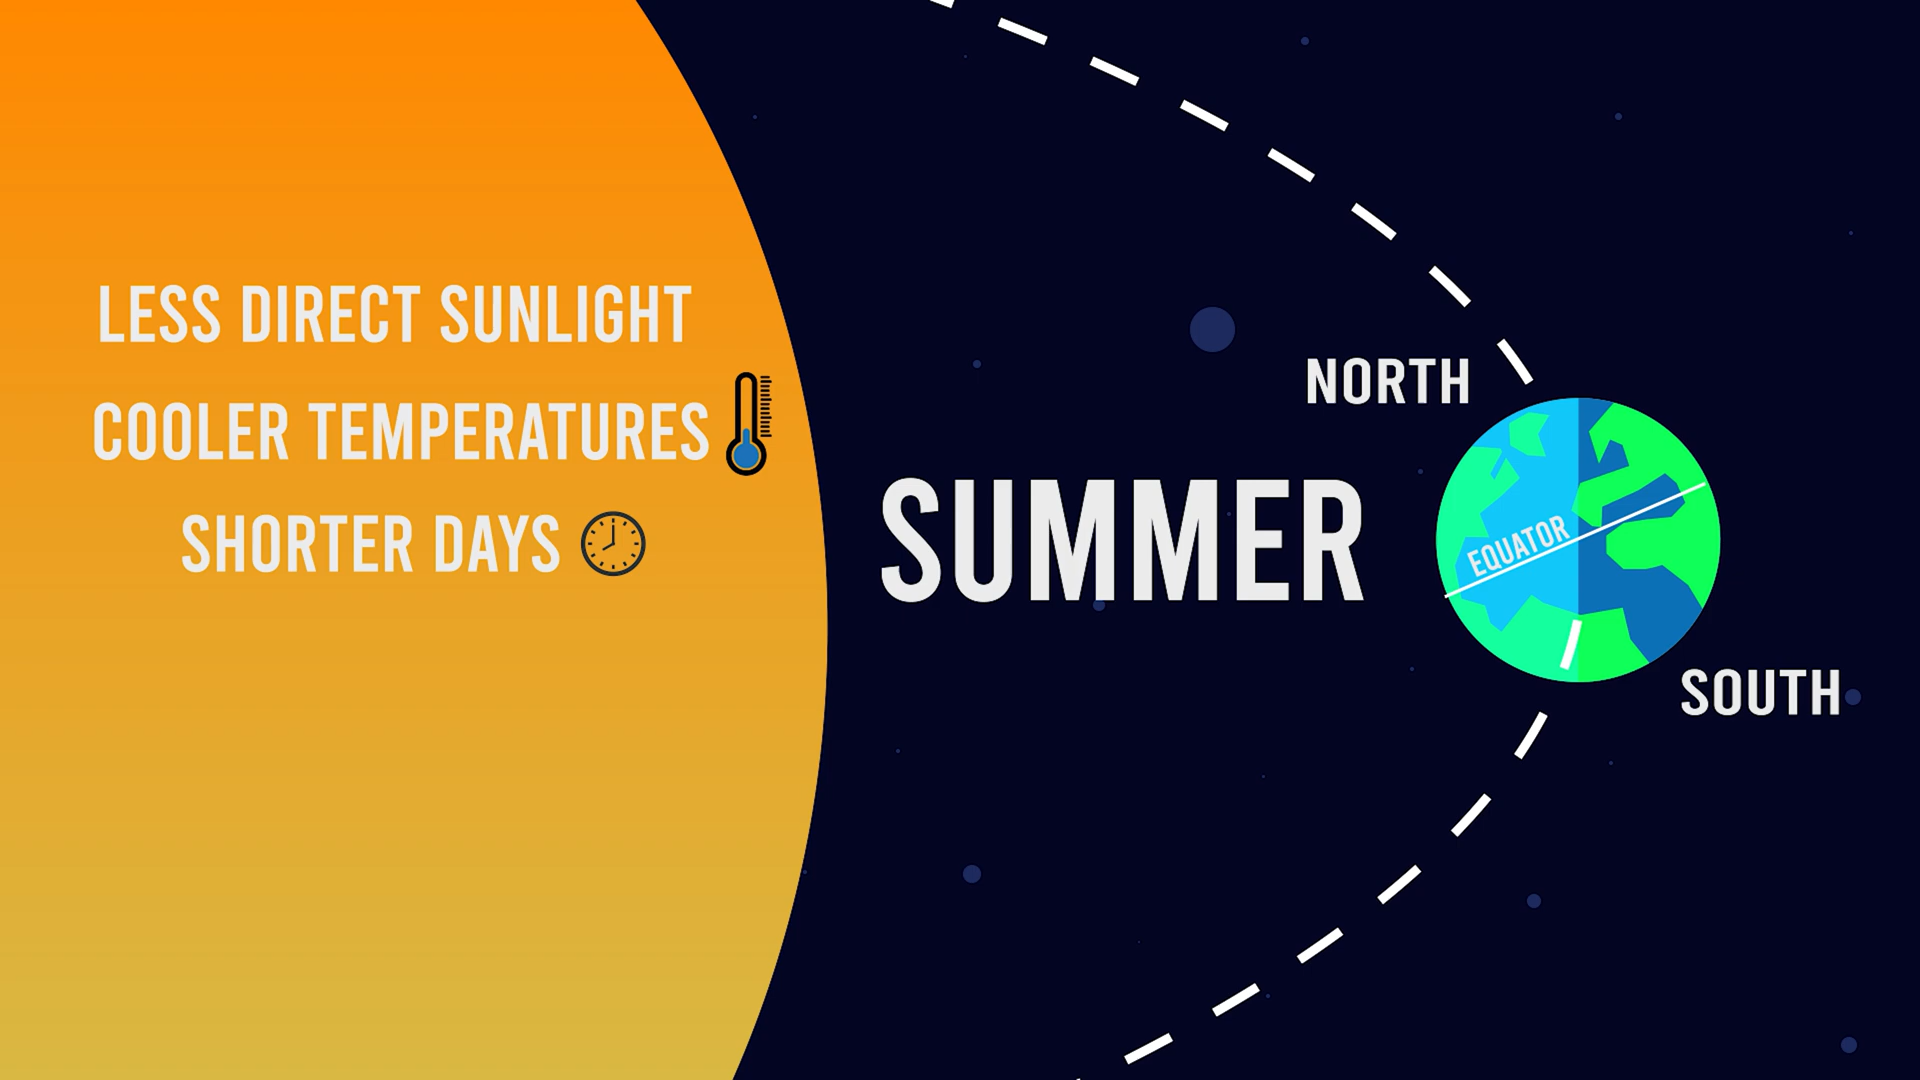 LESS DIRECT SUNLIGHT
COOLER TEMPERATURES
SHORTER DAYS
SUMMER
NORTH
EQUATOR
SOUTH